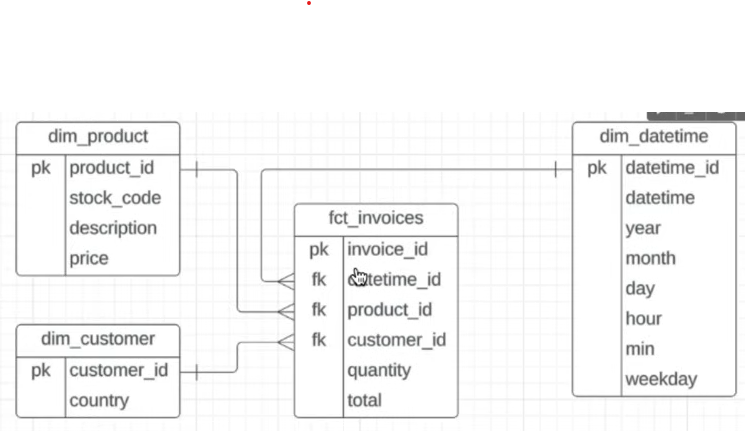 dim_product
pk product_id
stock_code
description
price
dim_customer
pk customer_id
country
fct_invoices
pk invoice_id
fk datetime_id
fk product_id
fk customer_id
quantity
total
dim_datetime
pk datetime_id
datetime
year
month
day
hour
min
weekday